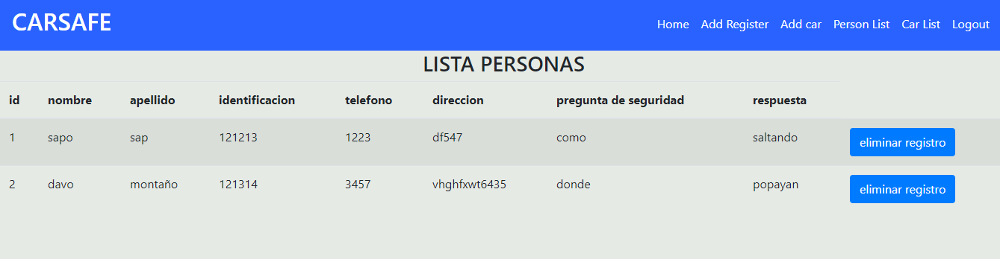 CARSAFE Home Add Register Add car Person List Car List Logout
LISTA PERSONAS
id nombre apellido identificacion telefono direccion pregunta de seguridad respuesta
1 sapo sap 121213 1223 df547 como saltando eliminar registro
2 davo montaño 121314 3457 vhghfxwt6435 donde popayan eliminar registro